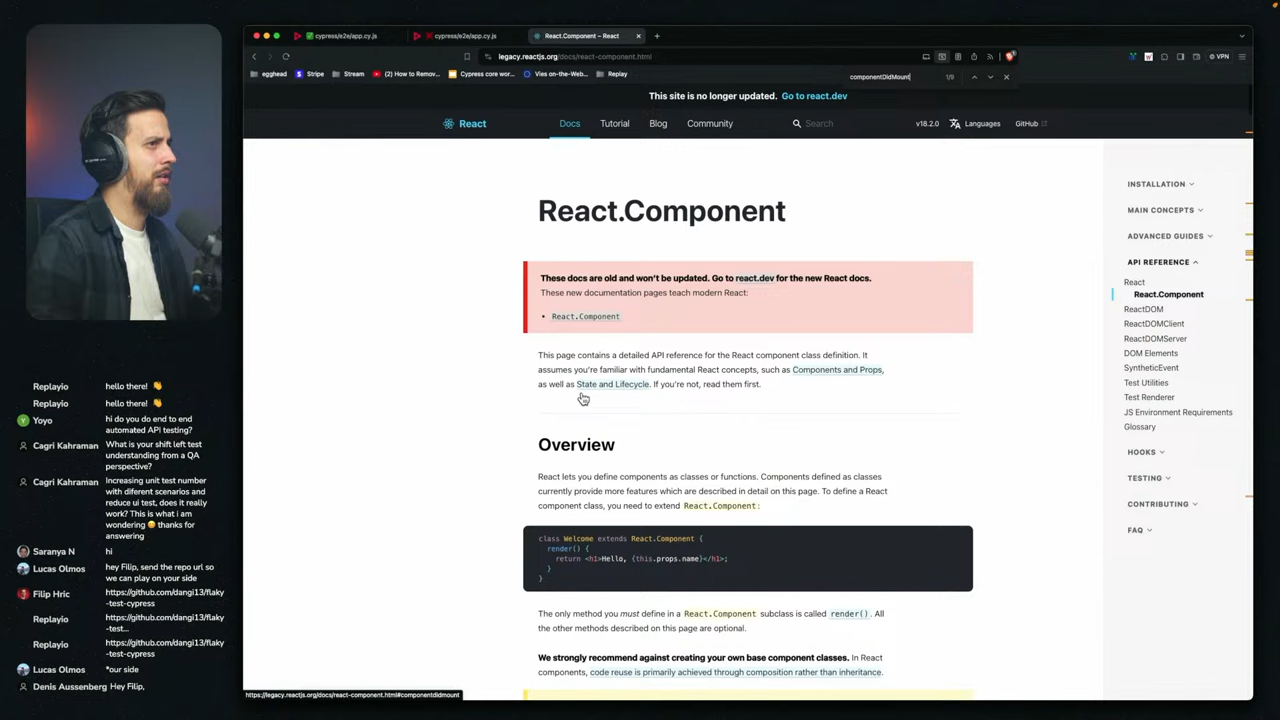 cypress/e2e/app.cy.js
cypress/e2e/app.cy.js
React.Component – React
legacy.reactjs.org/docs/react-component.html
VPN
egghead
Stripe
Stream
(2) How to Remov...
Cypress core wor...
Vies on-the-Web...
Replay
componentDidMount
1/9
This site is no longer updated. Go to react.dev
React
Docs
Tutorial
Blog
Community
Search
v18.2.0
Languages
GitHub
React.Component
These docs are old and won't be updated. Go to react.dev for the new React docs.
These new documentation pages teach modern React:
• React.Component
This page contains a detailed API reference for the React component class definition. It
assumes you're familiar with fundamental React concepts, such as Components and Props,
as well as State and Lifecycle. If you're not, read them first.
Overview
React lets you define components as classes or functions. Components defined as classes
currently provide more features which are described in detail on this page. To define a React
component class, you need to extend React.Component:
class Welcome extends React.Component {
render() {
return <h1>Hello, {this.props.name}</h1>;
}
}
The only method you must define in a React.Component subclass is called render(). All
the other methods described on this page are optional.
We strongly recommend against creating your own base component classes. In React
components, code reuse is primarily achieved through composition rather than inheritance.
https://legacy.reactjs.org/docs/react-component.html#componentdidmount
INSTALLATION
MAIN CONCEPTS
ADVANCED GUIDES
API REFERENCE
React
React.Component
ReactDOM
ReactDOMClient
ReactDOMServer
DOM Elements
SyntheticEvent
Test Utilities
Test Renderer
JS Environment Requirements
Glossary
HOOKS
TESTING
CONTRIBUTING
FAQ
Replayio hello there! 👋
Replayio hello there! 👋
Y Yoyo hi do you do end to end
automated API testing?
Cagri Kahraman What is your shift left test
understanding from a QA
perspective?
Cagri Kahraman Increasing unit test number
with diferent scenarios and
reduce ui test, does it really
work? This is what i am
wondering 😊 thanks for
answering
Saranya N hi
Lucas Olmos hey Filip, send the repo url so
we can play on your side
Filip Hric https://github.com/dangi13/flaky
-test-cypress
Replayio https://github.com/dangi13/flaky
-test...
Replayio https://github.com/dangi13/flaky
-test-cypress
Lucas Olmos *our side
Denis Aussenberg Hey Filip,